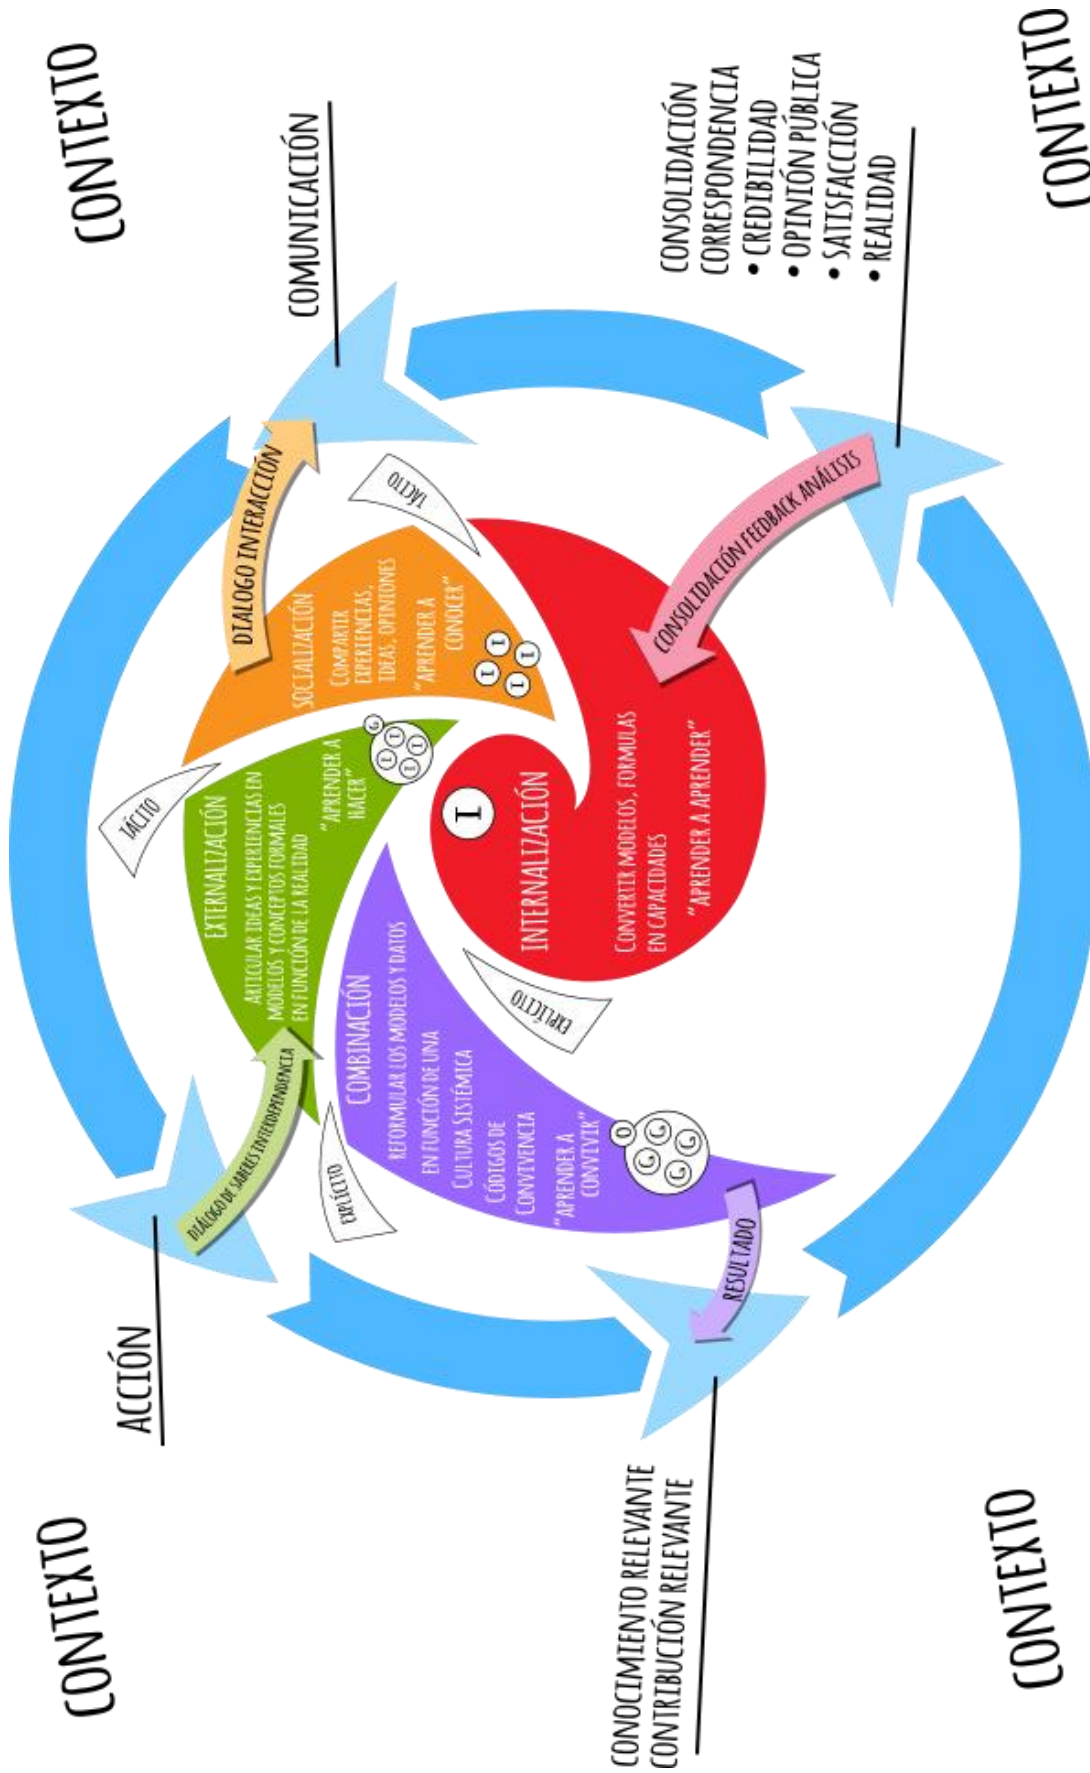 CONTEXTO
CONTEXTO
ACCIÓN
COMUNICACIÓN
DIÁLOGO DE SABERES INTERDEPENDENCIA
TÁCITO
DIALOGO INTERACCIÓN
EXTERNALIZACIÓN
ARTICULAR IDEAS Y EXPERIENCIAS EN
MODELOS Y CONCEPTOS FORMALES
EN FUNCIÓN DE LA REALIDAD
"APRENDER A
HACER"
G
I I I I I
SOCIALIZACIÓN
COMPARTIR
EXPERIENCIAS,
IDEAS, OPINIONES
"APRENDER A
CONOCER"
I I I I I
TÁCITO
EXPLÍCITO
COMBINACIÓN
REFORMULAR LOS MODELOS Y DATOS
EN FUNCIÓN DE UNA
CULTURA SISTÉMICA
CÓDIGOS DE
CONVIVENCIA
"APRENDER A
CONVIVIR"
O
G G G G G
EXPLÍCITO
I
INTERNALIZACIÓN
CONVERTIR MODELOS, FORMULAS
EN CAPACIDADES
"APRENDER A APRENDER"
CONSOLIDACIÓN FEEDBACK ANÁLISIS
RESULTADO
CONOCIMIENTO RELEVANTE
CONTRIBUCIÓN RELEVANTE
CONSOLIDACIÓN
CORRESPONDENCIA
• CREDIBILIDAD
• OPINIÓN PÚBLICA
• SATISFACCIÓN
• REALIDAD
CONTEXTO
CONTEXTO